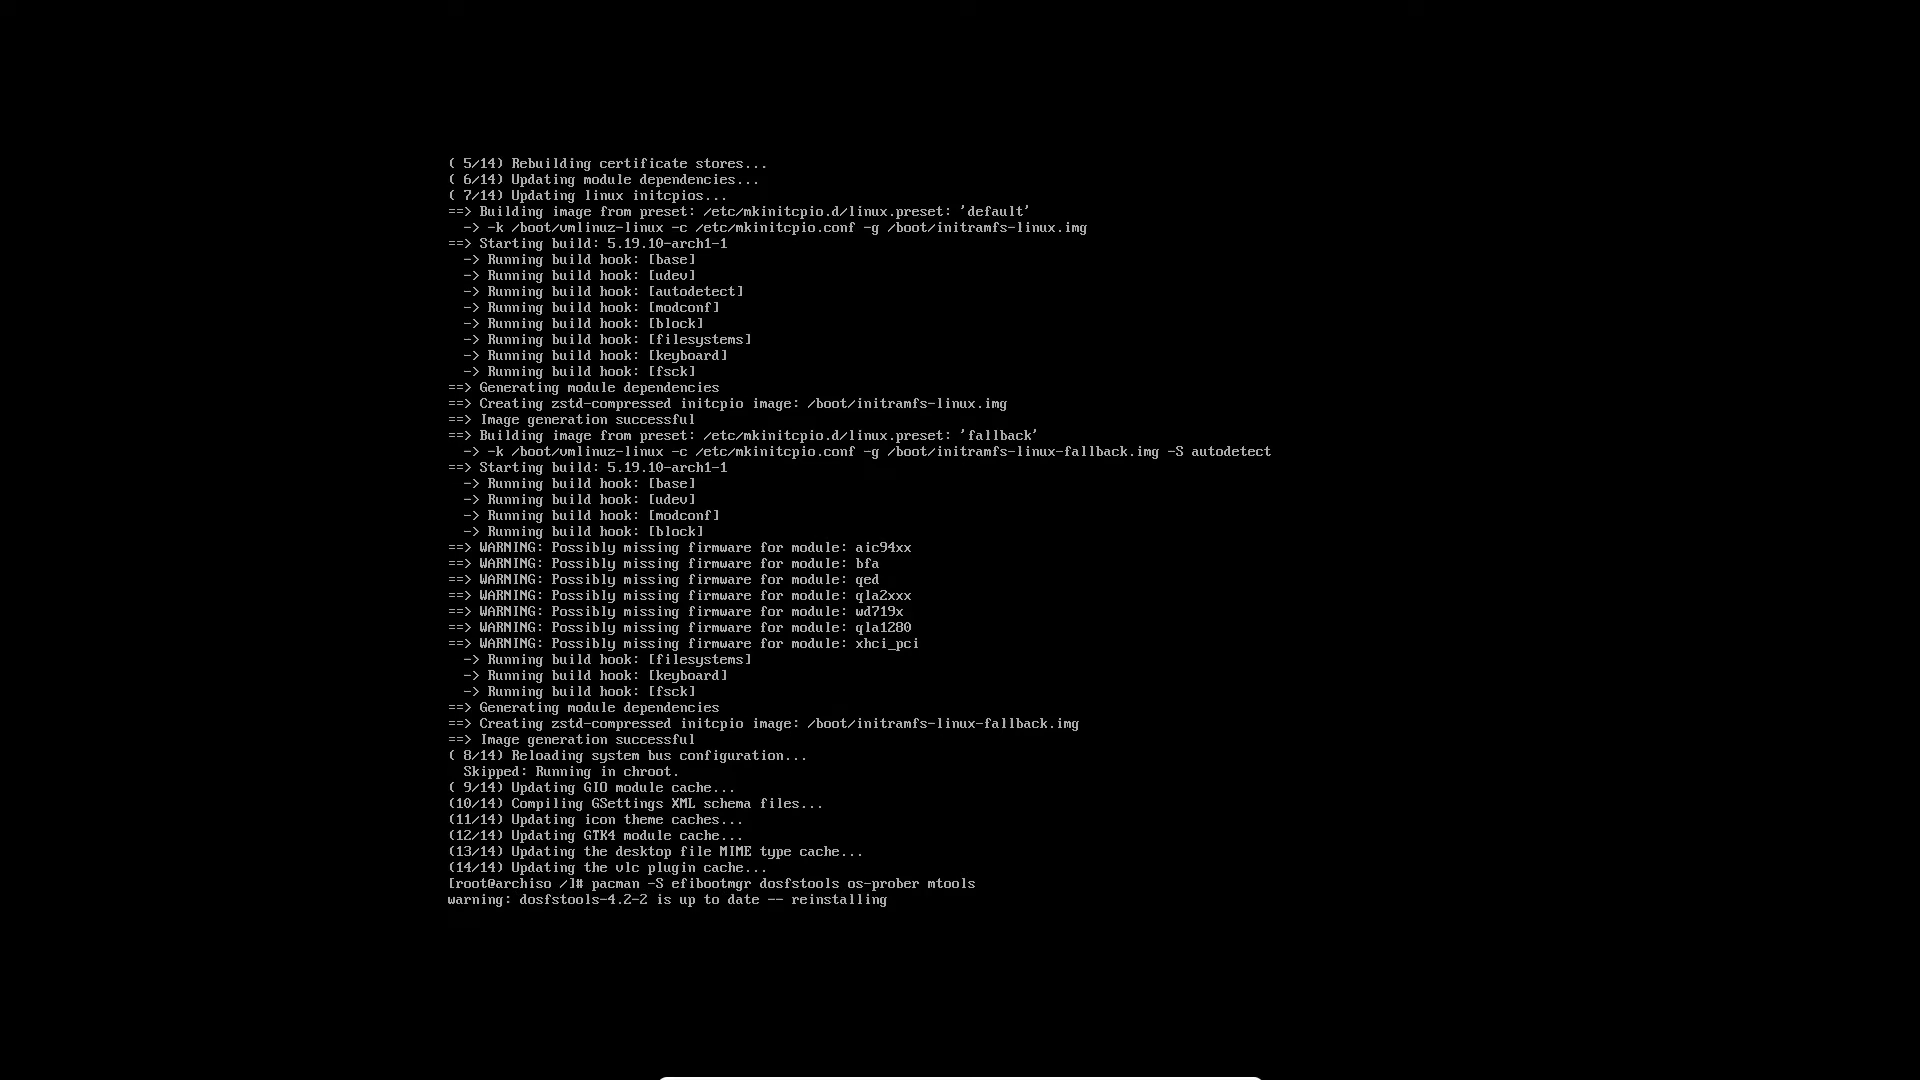 ( 5/14) Rebuilding certificate stores...
( 6/14) Updating module dependencies...
( 7/14) Updating linux initcpios...
==> Building image from preset: /etc/mkinitcpio.d/linux.preset: 'default'
  -> -k /boot/vmlinuz-linux -c /etc/mkinitcpio.conf -g /boot/initramfs-linux.img
==> Starting build: 5.19.10-arch1-1
  -> Running build hook: [base]
  -> Running build hook: [udev]
  -> Running build hook: [autodetect]
  -> Running build hook: [modconf]
  -> Running build hook: [block]
  -> Running build hook: [filesystems]
  -> Running build hook: [keyboard]
  -> Running build hook: [fsck]
==> Generating module dependencies
==> Creating zstd-compressed initcpio image: /boot/initramfs-linux.img
==> Image generation successful
==> Building image from preset: /etc/mkinitcpio.d/linux.preset: 'fallback'
  -> -k /boot/vmlinuz-linux -c /etc/mkinitcpio.conf -g /boot/initramfs-linux-fallback.img -S autodetect
==> Starting build: 5.19.10-arch1-1
  -> Running build hook: [base]
  -> Running build hook: [udev]
  -> Running build hook: [modconf]
  -> Running build hook: [block]
==> WARNING: Possibly missing firmware for module: aic94xx
==> WARNING: Possibly missing firmware for module: bfa
==> WARNING: Possibly missing firmware for module: qed
==> WARNING: Possibly missing firmware for module: qla2xxx
==> WARNING: Possibly missing firmware for module: wd719x
==> WARNING: Possibly missing firmware for module: qla1280
==> WARNING: Possibly missing firmware for module: xhci_pci
  -> Running build hook: [filesystems]
  -> Running build hook: [keyboard]
  -> Running build hook: [fsck]
==> Generating module dependencies
==> Creating zstd-compressed initcpio image: /boot/initramfs-linux-fallback.img
==> Image generation successful
( 8/14) Reloading system bus configuration...
  Skipped: Running in chroot.
( 9/14) Updating GIO module cache...
(10/14) Compiling GSettings XML schema files...
(11/14) Updating icon theme caches...
(12/14) Updating GTK4 module cache...
(13/14) Updating the desktop file MIME type cache...
(14/14) Updating the vlc plugin cache...
[root@archiso /]# pacman -S efibootmgr dosfstools os-prober mtools
warning: dosfstools-4.2-2 is up to date -- reinstalling